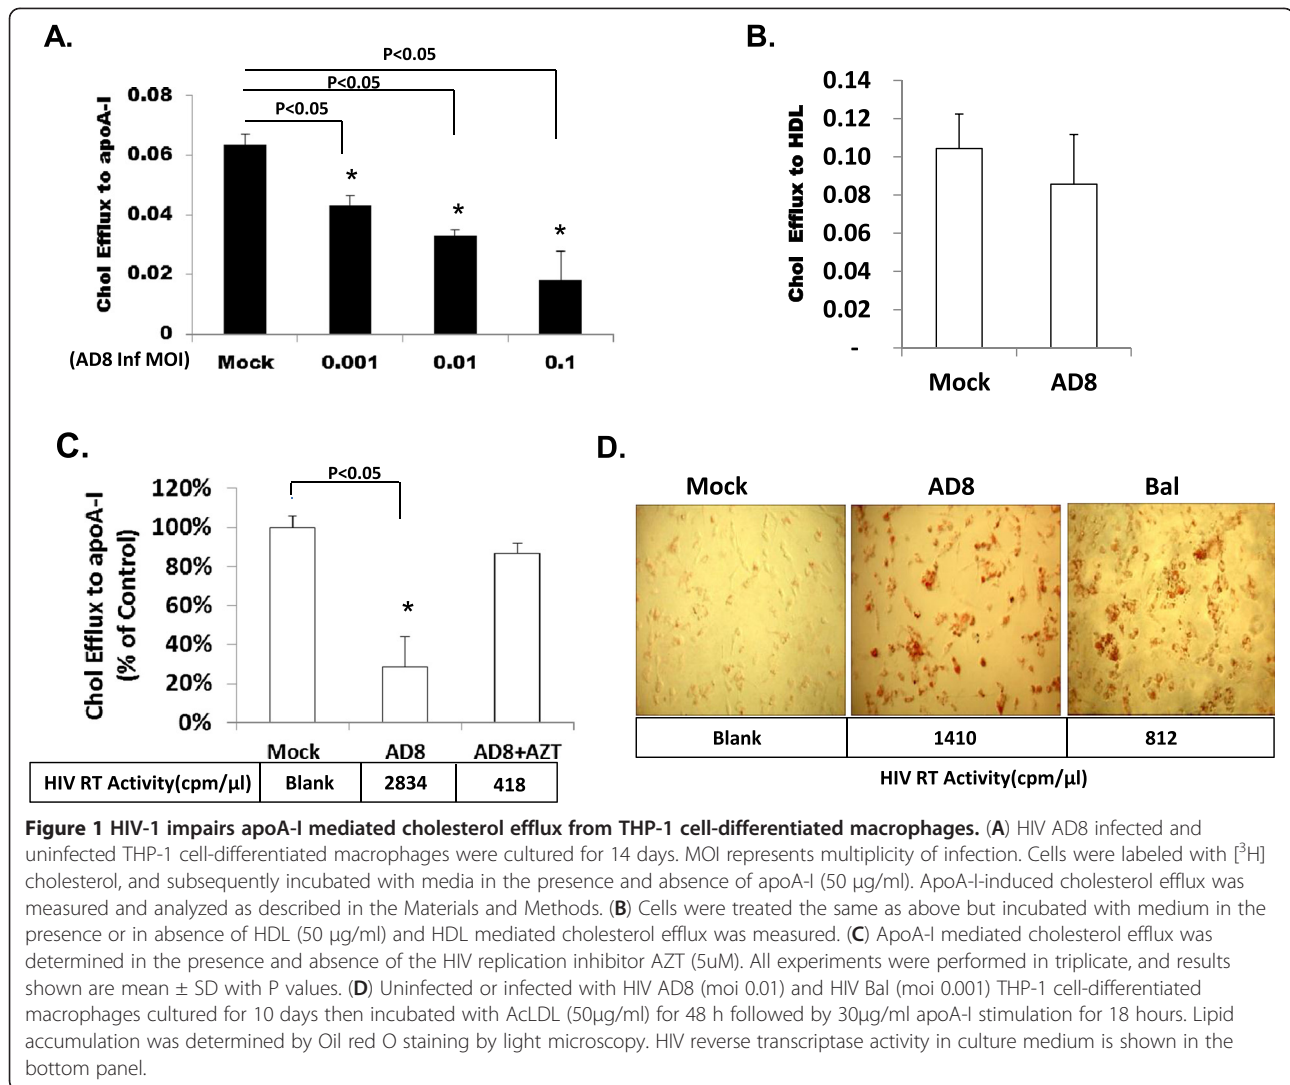 A.
P<0.05
P<0.05
P<0.05
Chol Efflux to apoA-I
0.08
0.06
0.04
0.02
0
*
*
*
(AD8 Inf MOI) Mock 0.001 0.01 0.1
B.
Chol Efflux to HDL
0.14
0.12
0.10
0.08
0.06
0.04
0.02
-
Mock AD8
C.
P<0.05
Chol Efflux to apoA-I
(% of Control)
120%
100%
80%
60%
40%
20%
0%
*
Mock AD8 AD8+AZT
HIV RT Activity(cpm/µl) Blank 2834 418
D.
Mock AD8 Bal
Blank 1410 812
HIV RT Activity(cpm/µl)
Figure 1 HIV-1 impairs apoA-I mediated cholesterol efflux from THP-1 cell-differentiated macrophages. (A) HIV AD8 infected and
uninfected THP-1 cell-differentiated macrophages were cultured for 14 days. MOI represents multiplicity of infection. Cells were labeled with [³H]
cholesterol, and subsequently incubated with media in the presence and absence of apoA-I (50 µg/ml). ApoA-I-induced cholesterol efflux was
measured and analyzed as described in the Materials and Methods. (B) Cells were treated the same as above but incubated with medium in the
presence or in absence of HDL (50 µg/ml) and HDL mediated cholesterol efflux was measured. (C) ApoA-I mediated cholesterol efflux was
determined in the presence and absence of the HIV replication inhibitor AZT (5uM). All experiments were performed in triplicate, and results
shown are mean ± SD with P values. (D) Uninfected or infected with HIV AD8 (moi 0.01) and HIV Bal (moi 0.001) THP-1 cell-differentiated
macrophages cultured for 10 days then incubated with AcLDL (50µg/ml) for 48 h followed by 30µg/ml apoA-I stimulation for 18 hours. Lipid
accumulation was determined by Oil red O staining by light microscopy. HIV reverse transcriptase activity in culture medium is shown in the
bottom panel.